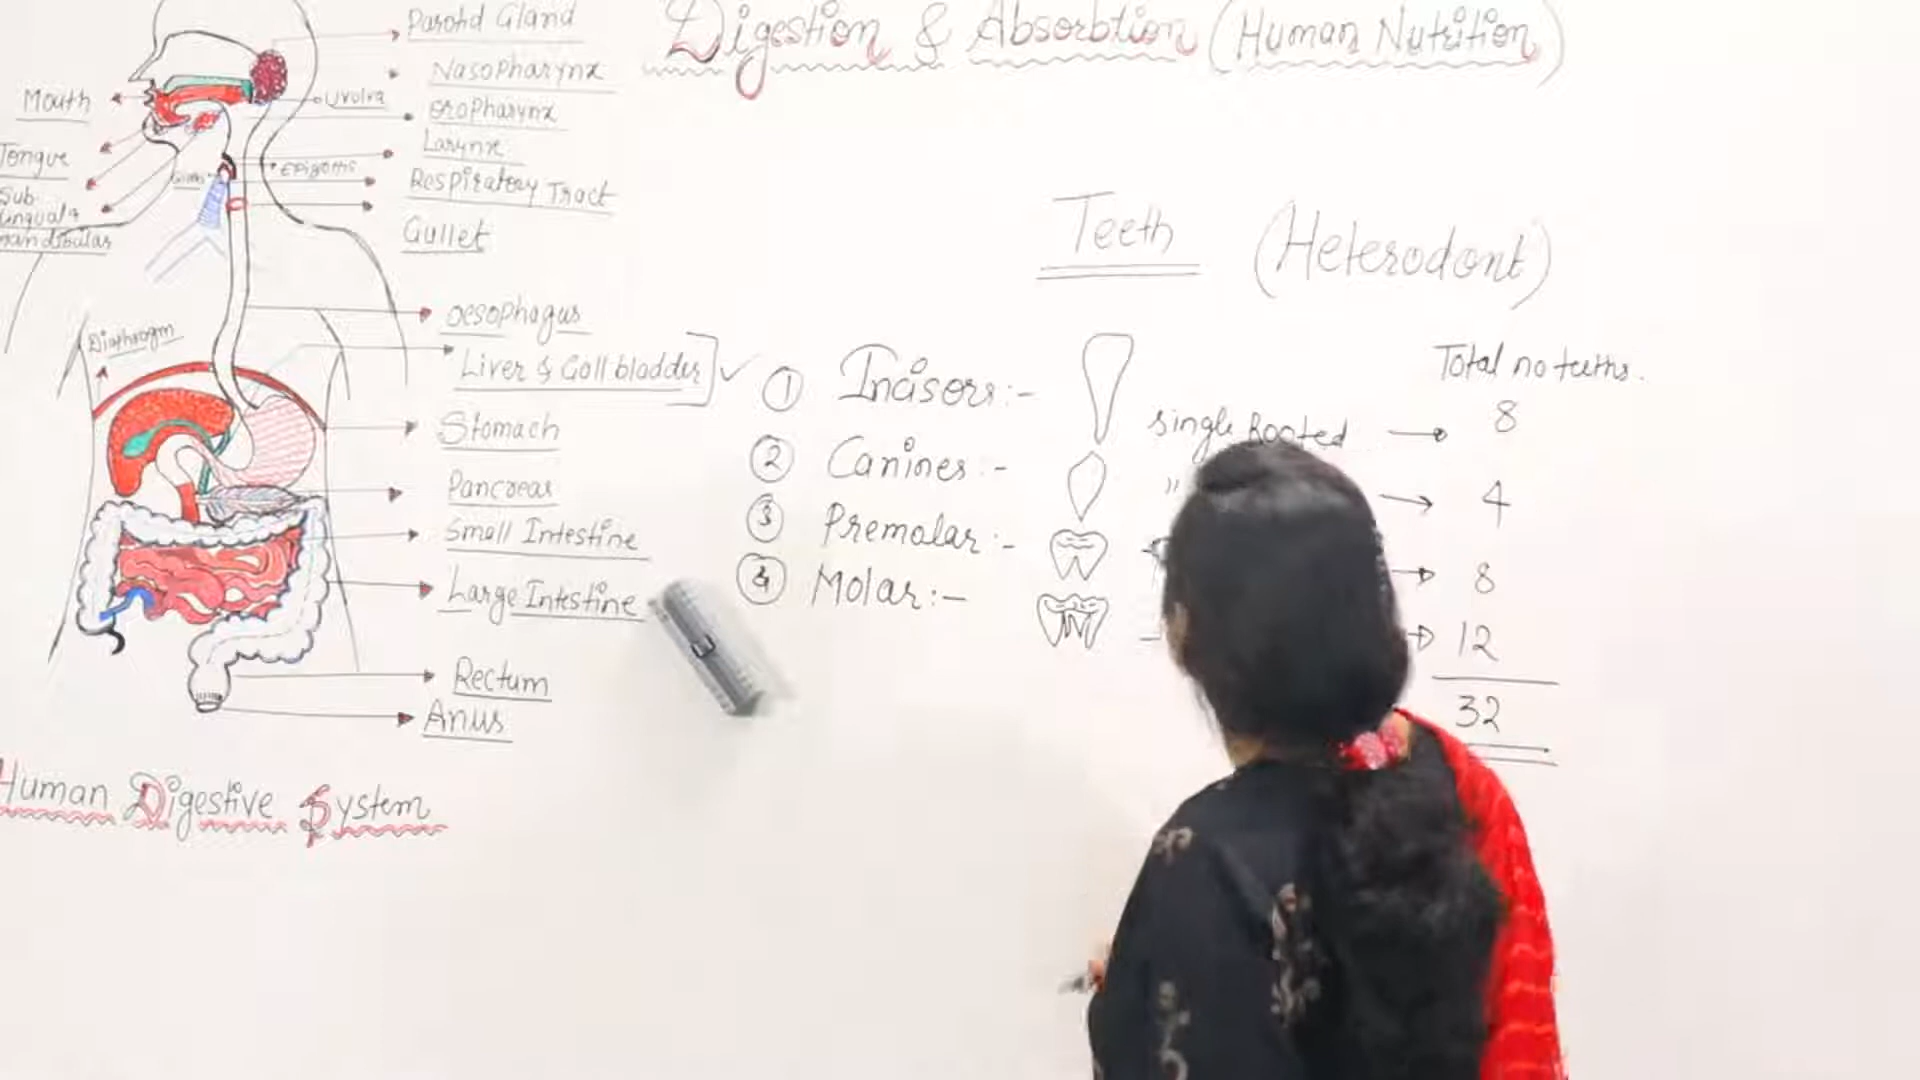 Digestion & Absorbtion (Human Nutrition)
Parotid Gland
Nasopharynx
Mouth
Uvolva
oropharynx
Larynx
Tongue
Epiglottis
Respiratory Tract
Sub
lingual &
mandibular
Gullet
Teeth (Heterodont)
oesophagus
Diaphragm
Liver & Gall bladder
Stomach
Pancreas
Small Intestine
Large Intestine
Rectum
Anus
Human Digestive System
Total no teeths.
① Incisors:- single Rooted → 8
② Canines:- " → 4
③ Premolar:- → 8
④ Molar:- → 12
32